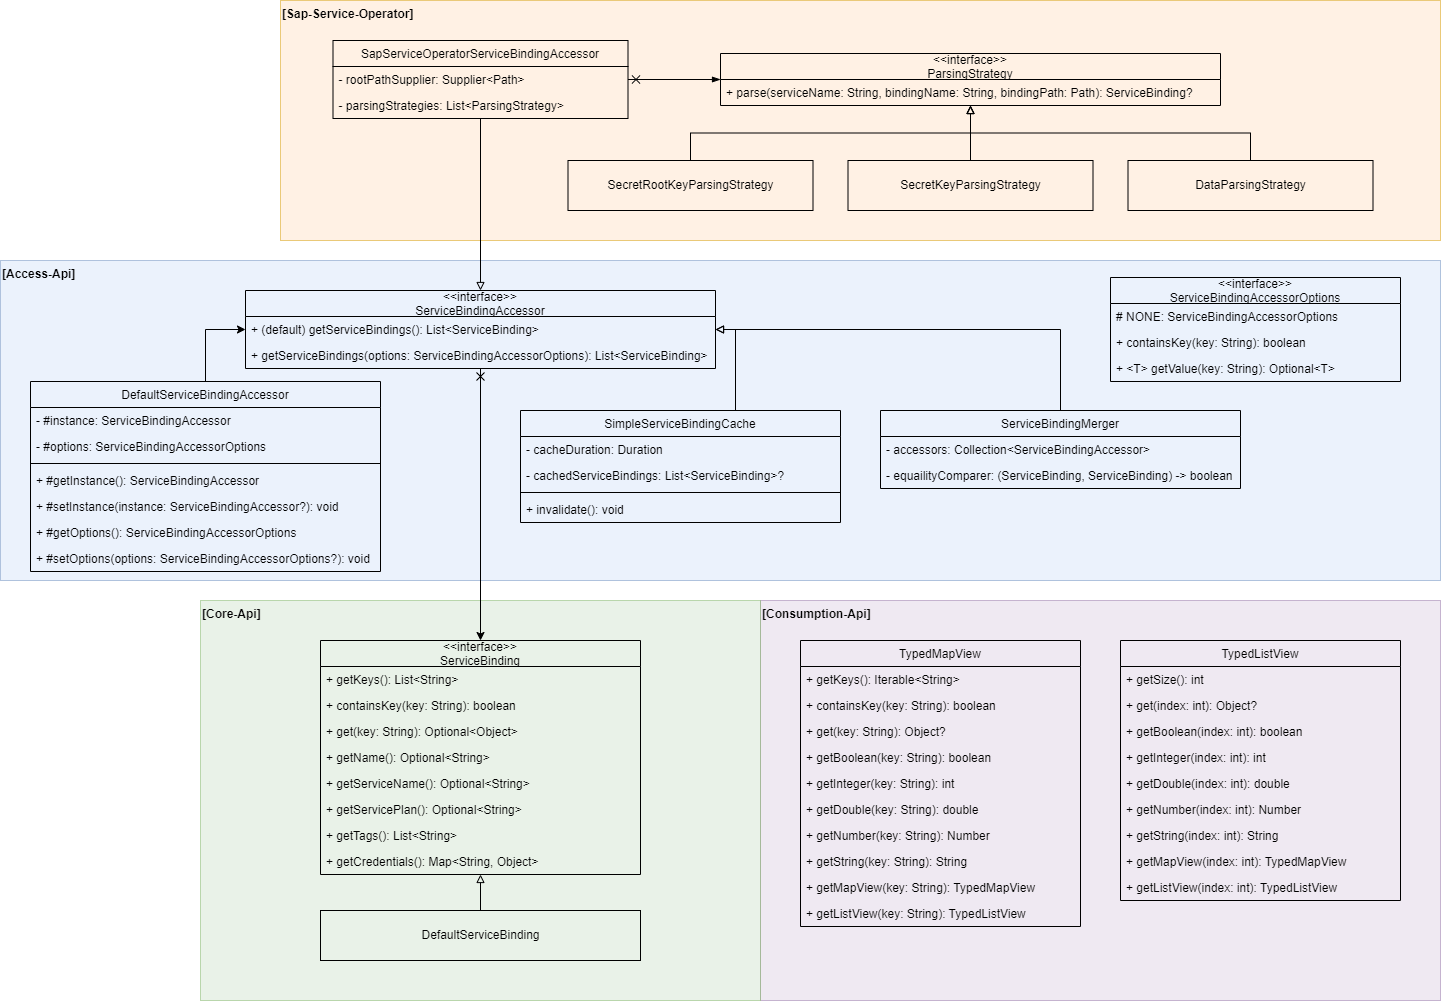 [Sap-Service-Operator]
SapServiceOperatorServiceBindingAccessor
- rootPathSupplier: Supplier<Path>
- parsingStrategies: List<ParsingStrategy>
<<interface>>
ParsingStrategy
+ parse(serviceName: String, bindingName: String, bindingPath: Path): ServiceBinding?
SecretRootKeyParsingStrategy
SecretKeyParsingStrategy
DataParsingStrategy
[Access-Api]
<<interface>>
ServiceBindingAccessor
+ (default) getServiceBindings(): List<ServiceBinding>
+ getServiceBindings(options: ServiceBindingAccessorOptions): List<ServiceBinding>
<<interface>>
ServiceBindingAccessorOptions
# NONE: ServiceBindingAccessorOptions
+ containsKey(key: String): boolean
+ <T> getValue(key: String): Optional<T>
DefaultServiceBindingAccessor
- #instance: ServiceBindingAccessor
- #options: ServiceBindingAccessorOptions
+ #getInstance(): ServiceBindingAccessor
+ #setInstance(instance: ServiceBindingAccessor?): void
+ #getOptions(): ServiceBindingAccessorOptions
+ #setOptions(options: ServiceBindingAccessorOptions?): void
SimpleServiceBindingCache
- cacheDuration: Duration
- cachedServiceBindings: List<ServiceBinding>?
+ invalidate(): void
ServiceBindingMerger
- accessors: Collection<ServiceBindingAccessor>
- equailityComparer: (ServiceBinding, ServiceBinding) -> boolean
[Core-Api]
<<interface>>
ServiceBinding
+ getKeys(): List<String>
+ containsKey(key: String): boolean
+ get(key: String): Optional<Object>
+ getName(): Optional<String>
+ getServiceName(): Optional<String>
+ getServicePlan(): Optional<String>
+ getTags(): List<String>
+ getCredentials(): Map<String, Object>
DefaultServiceBinding
[Consumption-Api]
TypedMapView
+ getKeys(): Iterable<String>
+ containsKey(key: String): boolean
+ get(key: String): Object?
+ getBoolean(key: String): boolean
+ getInteger(key: String): int
+ getDouble(key: String): double
+ getNumber(key: String): Number
+ getString(key: String): String
+ getMapView(key: String): TypedMapView
+ getListView(key: String): TypedListView
TypedListView
+ getSize(): int
+ get(index: int): Object?
+ getBoolean(index: int): boolean
+ getInteger(index: int): int
+ getDouble(index: int): double
+ getNumber(index: int): Number
+ getString(index: int): String
+ getMapView(index: int): TypedMapView
+ getListView(index: int): TypedListView